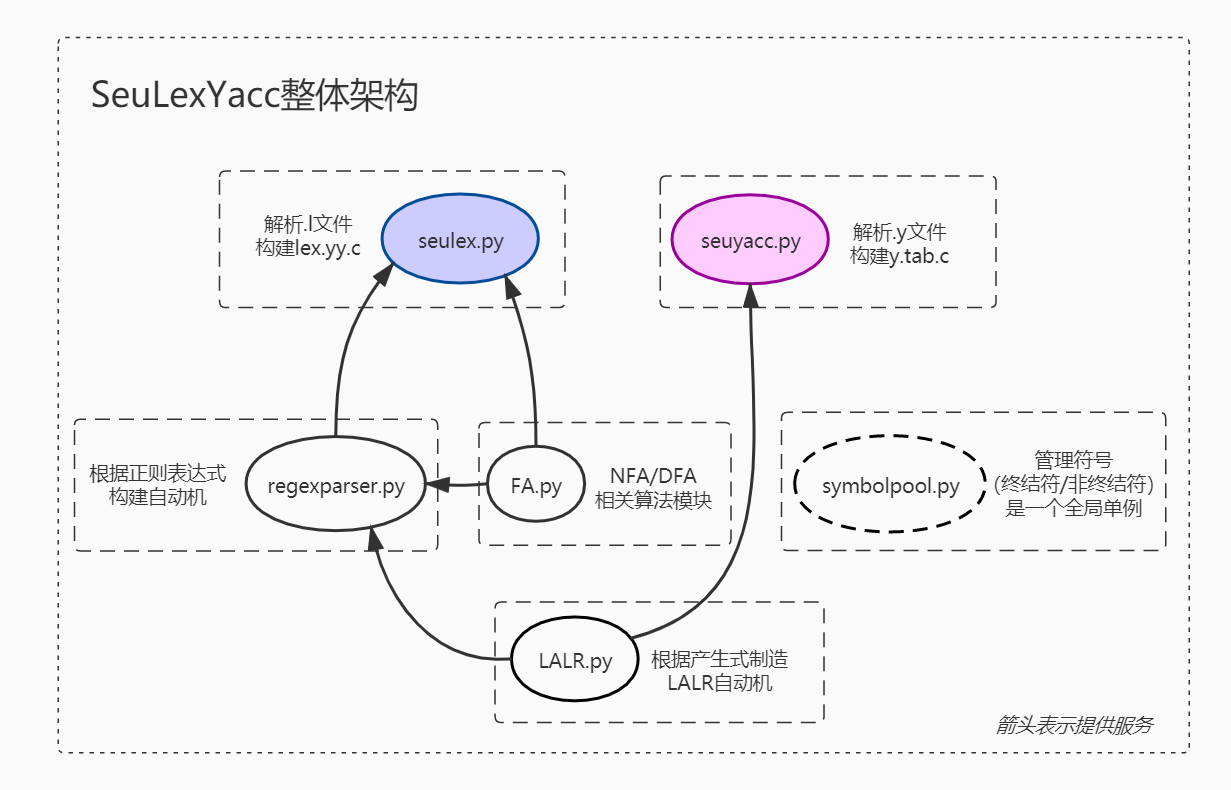 SeuLexYacc整体架构
解析.l文件
构建lex.yy.c
seulex.py
seuyacc.py
解析.y文件
构建y.tab.c
根据正则表达式
构建自动机
regexparser.py
FA.py
NFA/DFA
相关算法模块
symbolpool.py
管理符号
(终结符/非终结符)
是一个全局单例
LALR.py
根据产生式制造
LALR自动机
箭头表示提供服务